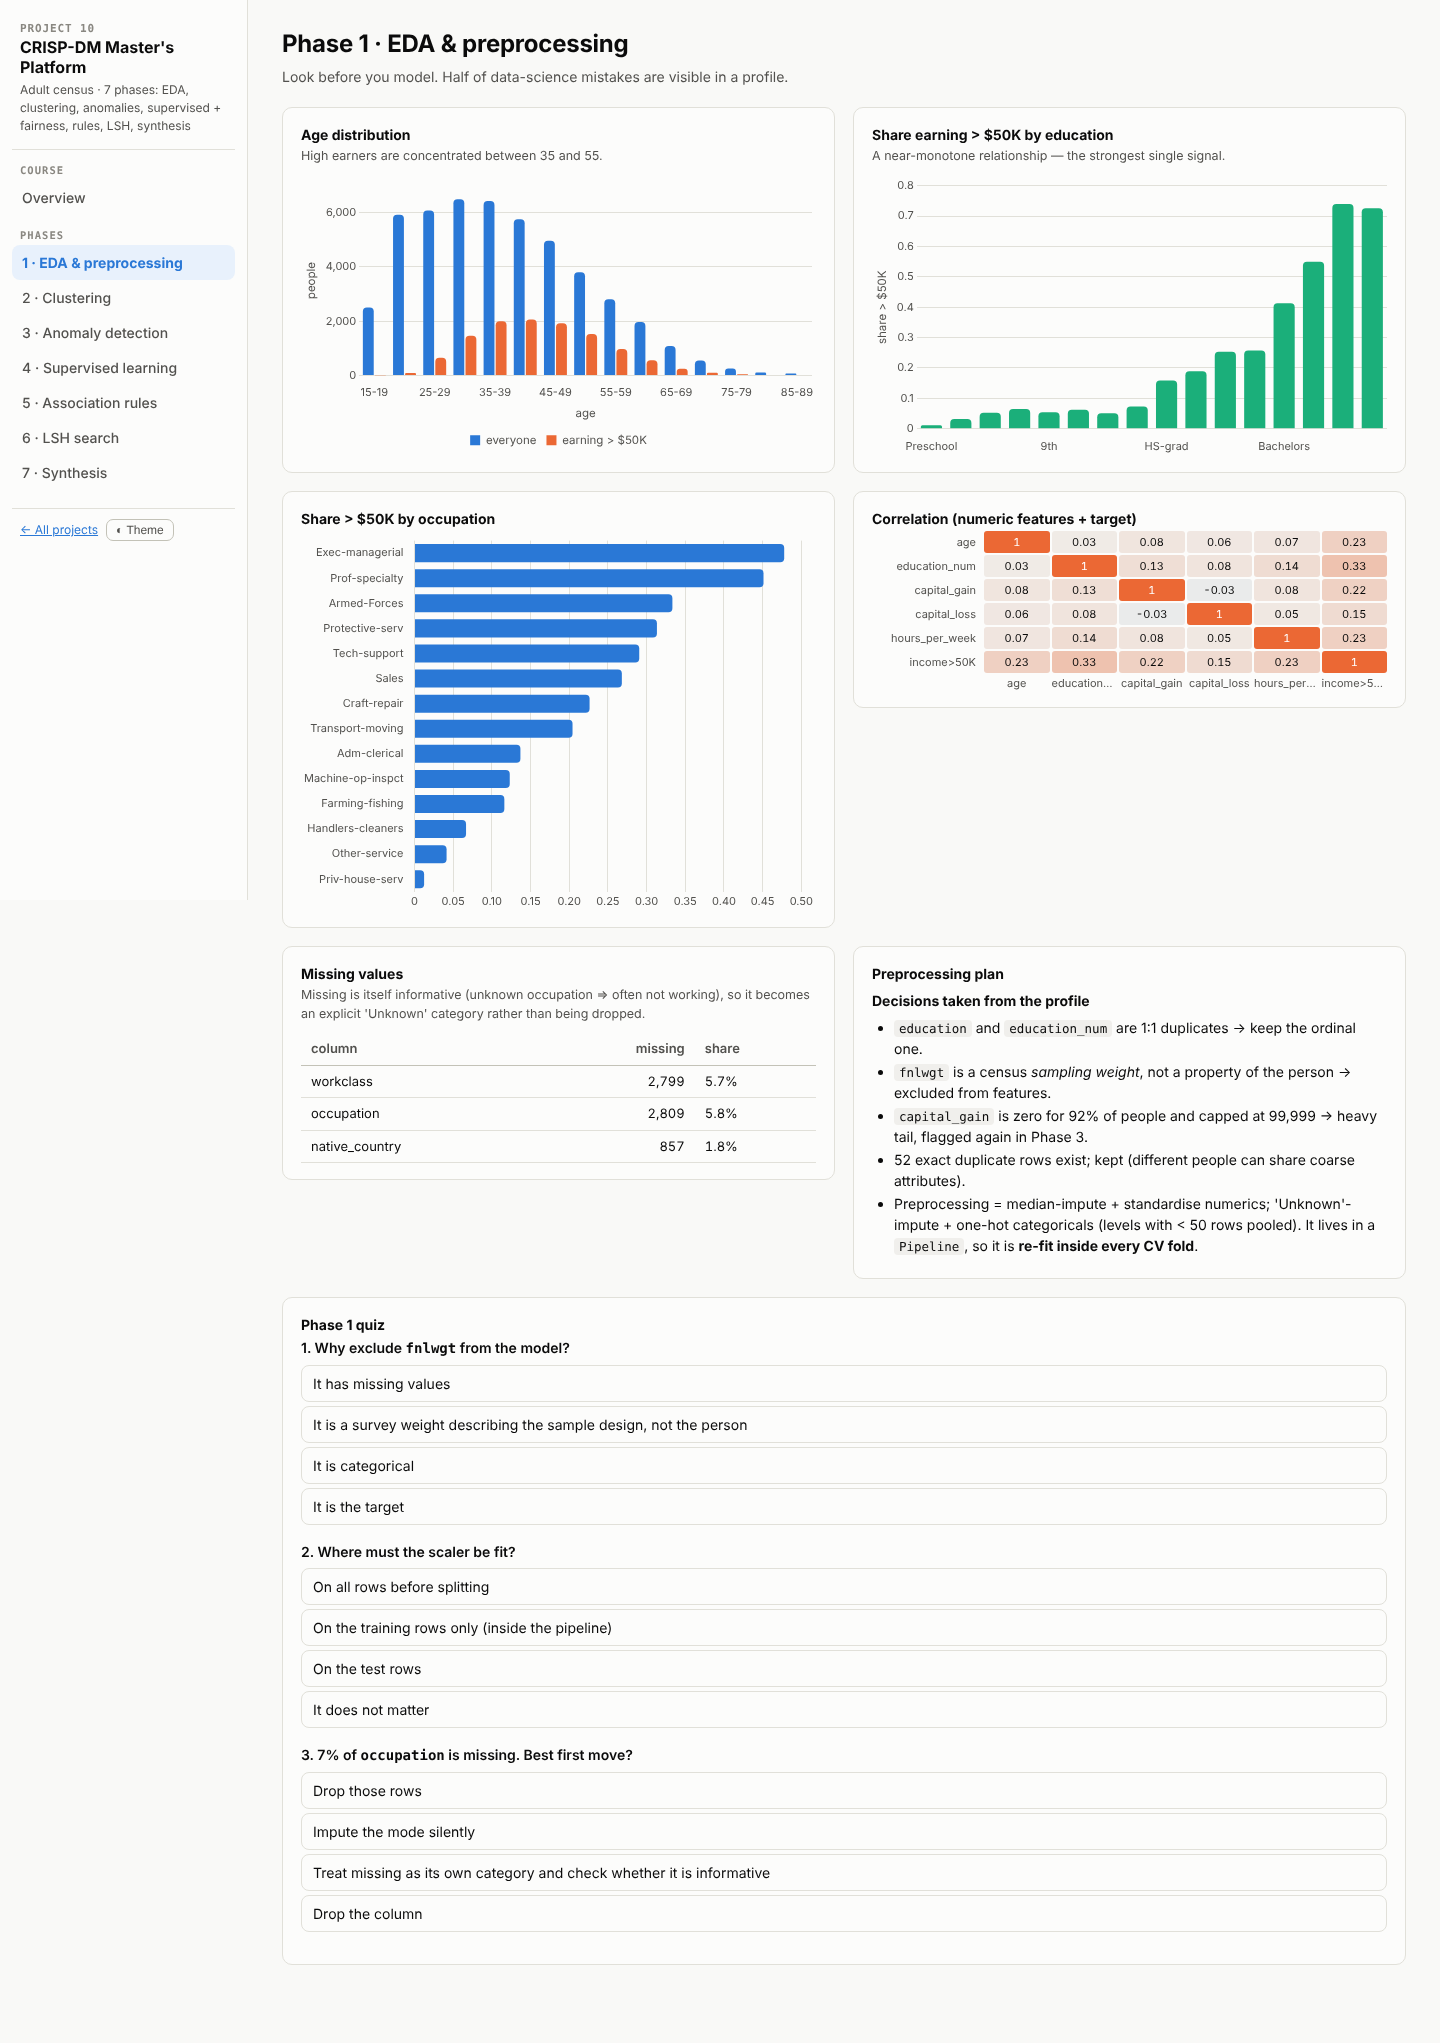 PROJECT 10
CRISP-DM Master's
Platform
Adult census · 7 phases: EDA,
clustering, anomalies, supervised +
fairness, rules, LSH, synthesis
COURSE
Overview
PHASES
1 · EDA & preprocessing
2 · Clustering
3 · Anomaly detection
4 · Supervised learning
5 · Association rules
6 · LSH search
7 · Synthesis
← All projects
Theme
Phase 1 · EDA & preprocessing
Look before you model. Half of data-science mistakes are visible in a profile.
Age distribution
High earners are concentrated between 35 and 55.
6,000
4,000
2,000
0
people
15-19 25-29 35-39 45-49 55-59 65-69 75-79 85-89
age
everyone earning > $50K
Share earning > $50K by education
A near-monotone relationship — the strongest single signal.
0.8
0.7
0.6
0.5
0.4
0.3
0.2
0.1
0
share > $50K
Preschool 9th HS-grad Bachelors
Share > $50K by occupation
Exec-managerial
Prof-specialty
Armed-Forces
Protective-serv
Tech-support
Sales
Craft-repair
Transport-moving
Adm-clerical
Machine-op-inspct
Farming-fishing
Handlers-cleaners
Other-service
Priv-house-serv
0 0.05 0.10 0.15 0.20 0.25 0.30 0.35 0.40 0.45 0.50
Correlation (numeric features + target)
age 1 0.03 0.08 0.06 0.07 0.23
education_num 0.03 1 0.13 0.08 0.14 0.33
capital_gain 0.08 0.13 1 -0.03 0.08 0.22
capital_loss 0.06 0.08 -0.03 1 0.05 0.15
hours_per_week 0.07 0.14 0.08 0.05 1 0.23
income>50K 0.23 0.33 0.22 0.15 0.23 1
age education... capital_gain capital_loss hours_per... income>5...
Missing values
Missing is itself informative (unknown occupation ⇒ often not working), so it becomes
an explicit 'Unknown' category rather than being dropped.
column missing share
workclass 2,799 5.7%
occupation 2,809 5.8%
native_country 857 1.8%
Preprocessing plan
Decisions taken from the profile
• education and education_num are 1:1 duplicates → keep the ordinal
one.
• fnlwgt is a census sampling weight, not a property of the person →
excluded from features.
• capital_gain is zero for 92% of people and capped at 99,999 → heavy
tail, flagged again in Phase 3.
• 52 exact duplicate rows exist; kept (different people can share coarse
attributes).
• Preprocessing = median-impute + standardise numerics; 'Unknown'-
impute + one-hot categoricals (levels with < 50 rows pooled). It lives in a
Pipeline, so it is re-fit inside every CV fold.
Phase 1 quiz
1. Why exclude fnlwgt from the model?
It has missing values
It is a survey weight describing the sample design, not the person
It is categorical
It is the target
2. Where must the scaler be fit?
On all rows before splitting
On the training rows only (inside the pipeline)
On the test rows
It does not matter
3. 7% of occupation is missing. Best first move?
Drop those rows
Impute the mode silently
Treat missing as its own category and check whether it is informative
Drop the column